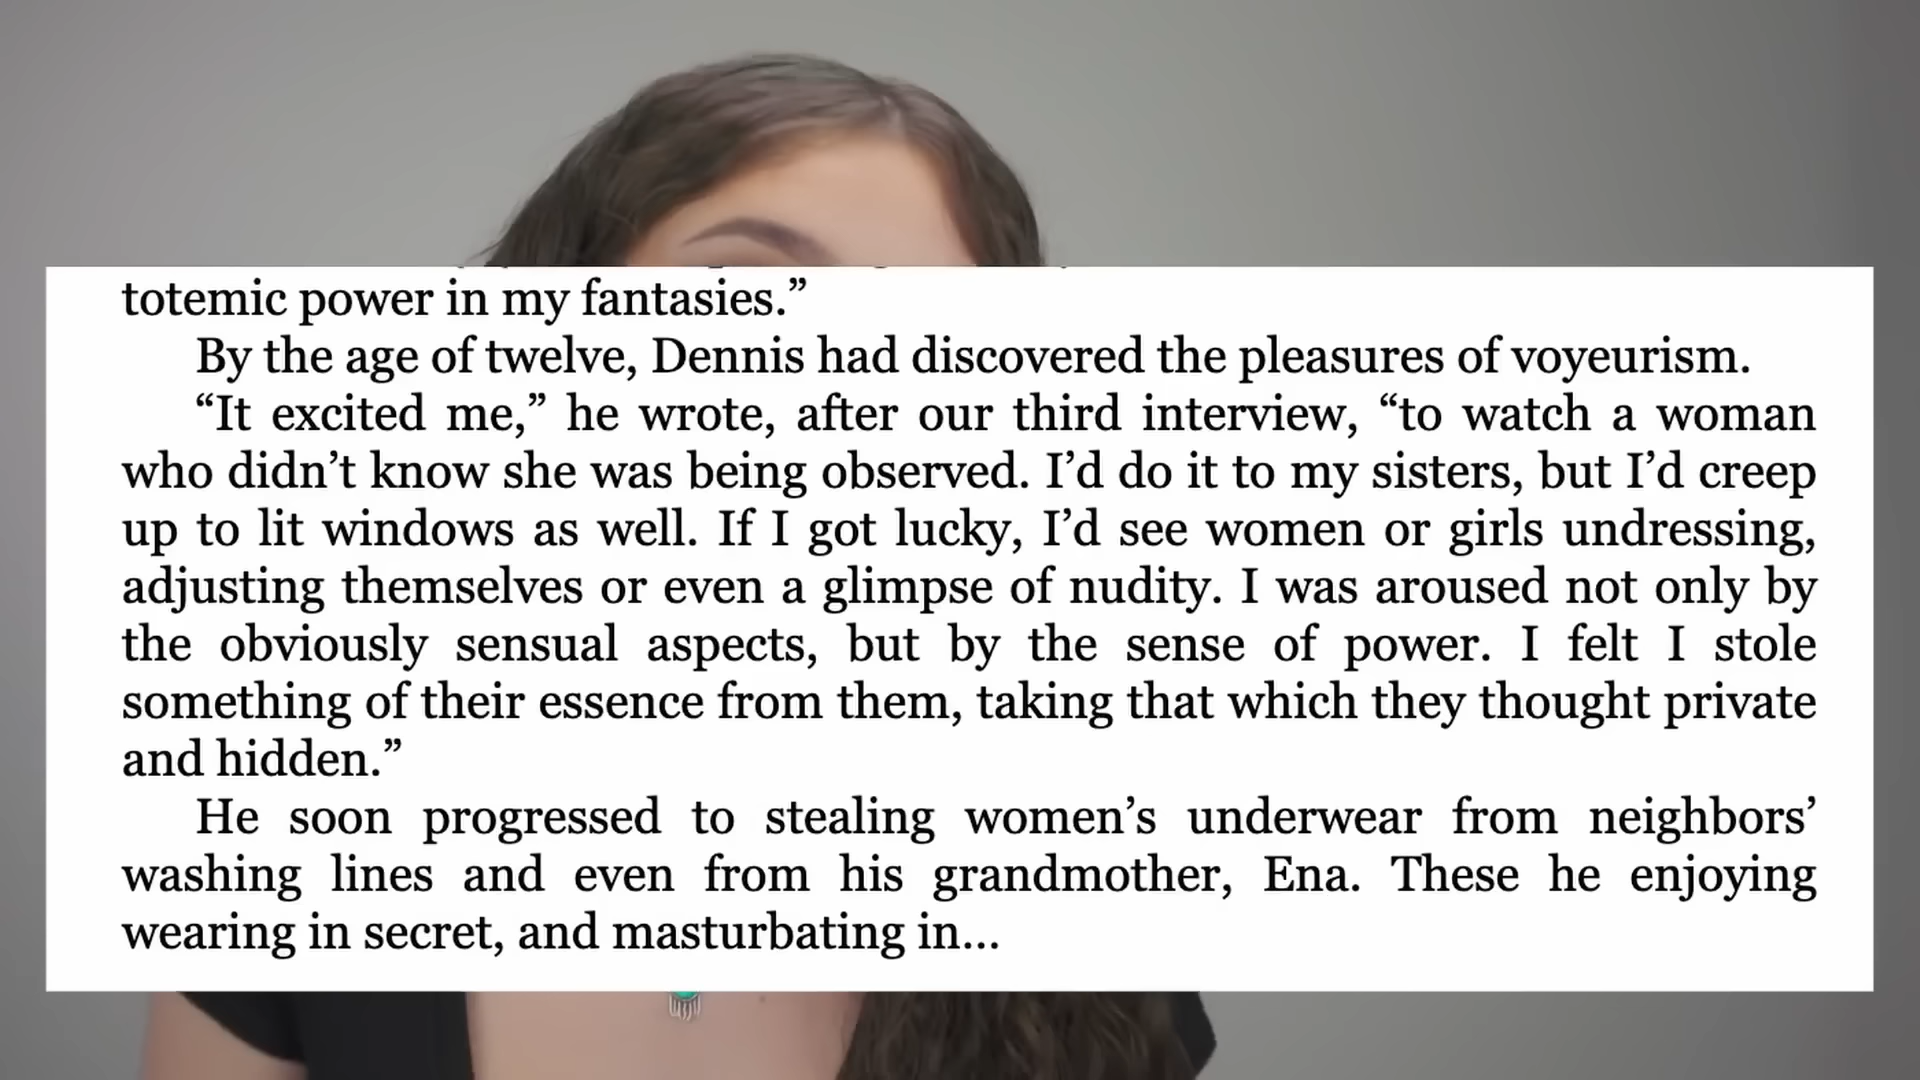 totemic power in my fantasies.”
By the age of twelve, Dennis had discovered the pleasures of voyeurism.
“It excited me,” he wrote, after our third interview, “to watch a woman
who didn’t know she was being observed. I’d do it to my sisters, but I’d creep
up to lit windows as well. If I got lucky, I’d see women or girls undressing,
adjusting themselves or even a glimpse of nudity. I was aroused not only by
the obviously sensual aspects, but by the sense of power. I felt I stole
something of their essence from them, taking that which they thought private
and hidden.”
He soon progressed to stealing women’s underwear from neighbors’
washing lines and even from his grandmother, Ena. These he enjoying
wearing in secret, and masturbating in...